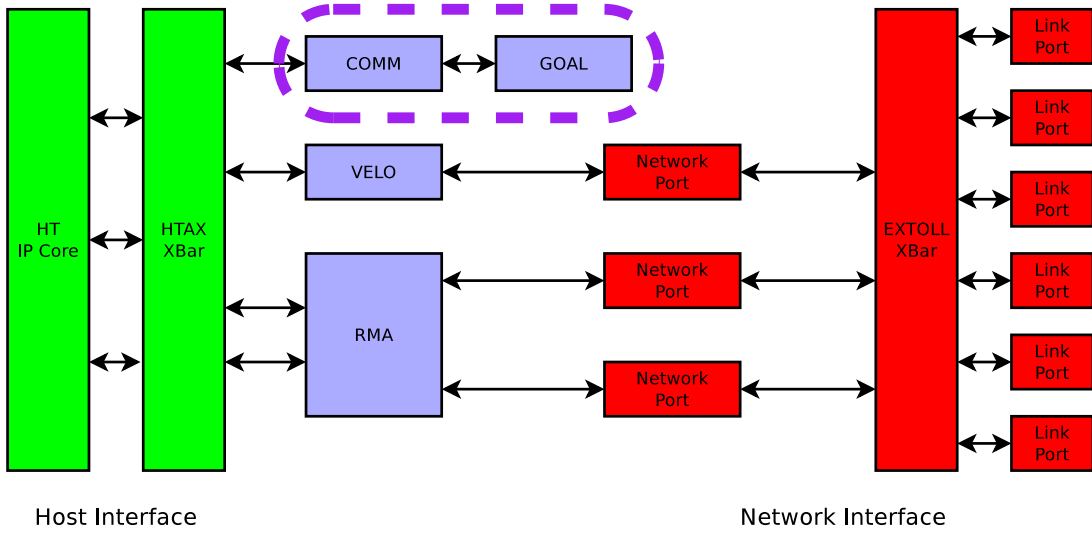 HT
IP Core
HTAX
XBar
COMM
GOAL
VELO
RMA
Network
Port
Network
Port
Network
Port
EXTOLL
XBar
Link
Port
Link
Port
Link
Port
Link
Port
Link
Port
Link
Port
Host Interface
Network Interface